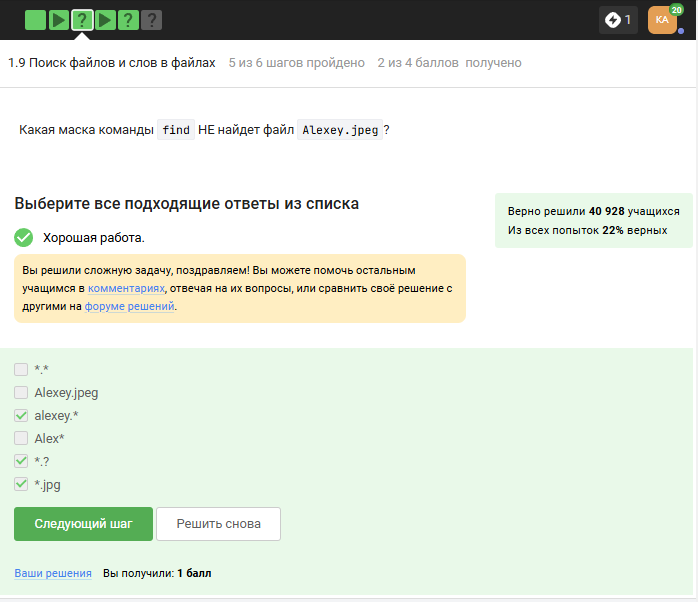 ? ? ?
1
КА
20
1.9 Поиск файлов и слов в файлах 5 из 6 шагов пройдено 2 из 4 баллов получено
Какая маска команды find НЕ найдет файл Alexey.jpeg ?
Выберите все подходящие ответы из списка
Верно решили 40 928 учащихся
Из всех попыток 22% верных
Хорошая работа.
Вы решили сложную задачу, поздравляем! Вы можете помочь остальным
учащимся в комментариях, отвечая на их вопросы, или сравнить своё решение с
другими на форуме решений.
*.*
Alexey.jpeg
alexey.*
Alex*
*.?
*.jpg
Следующий шаг Решить снова
Ваши решения Вы получили: 1 балл